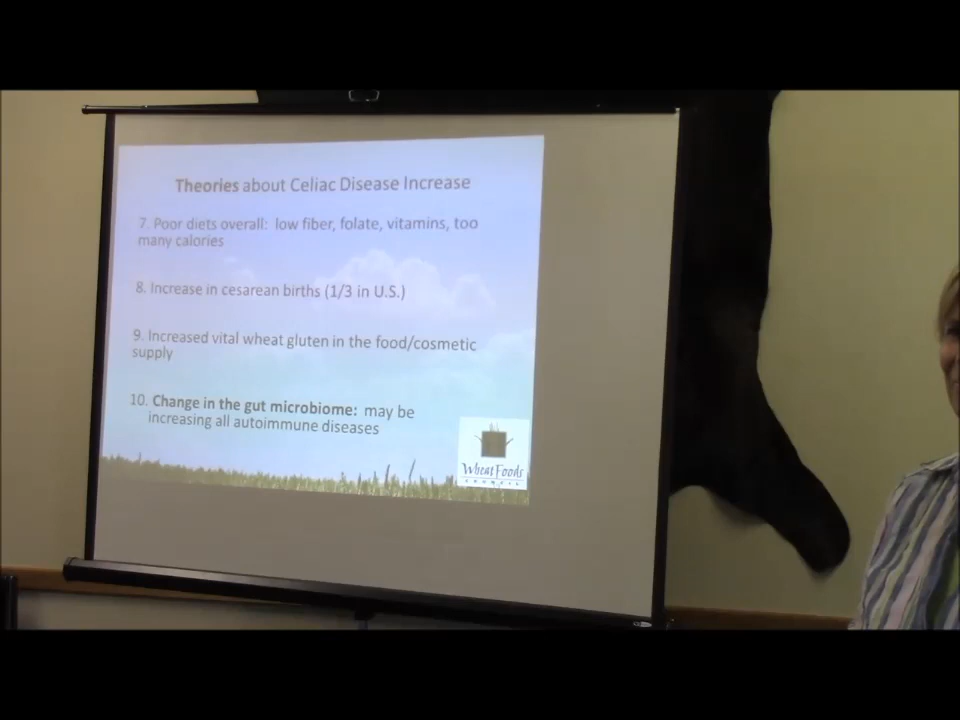 Theories about Celiac Disease Increase
7. Poor diets overall: low fiber, folate, vitamins, too
many calories
8. Increase in cesarean births (1/3 in U.S.)
9. Increased vital wheat gluten in the food/cosmetic
supply
10. Change in the gut microbiome: may be
increasing all autoimmune diseases
Wheat Foods
COUNCIL